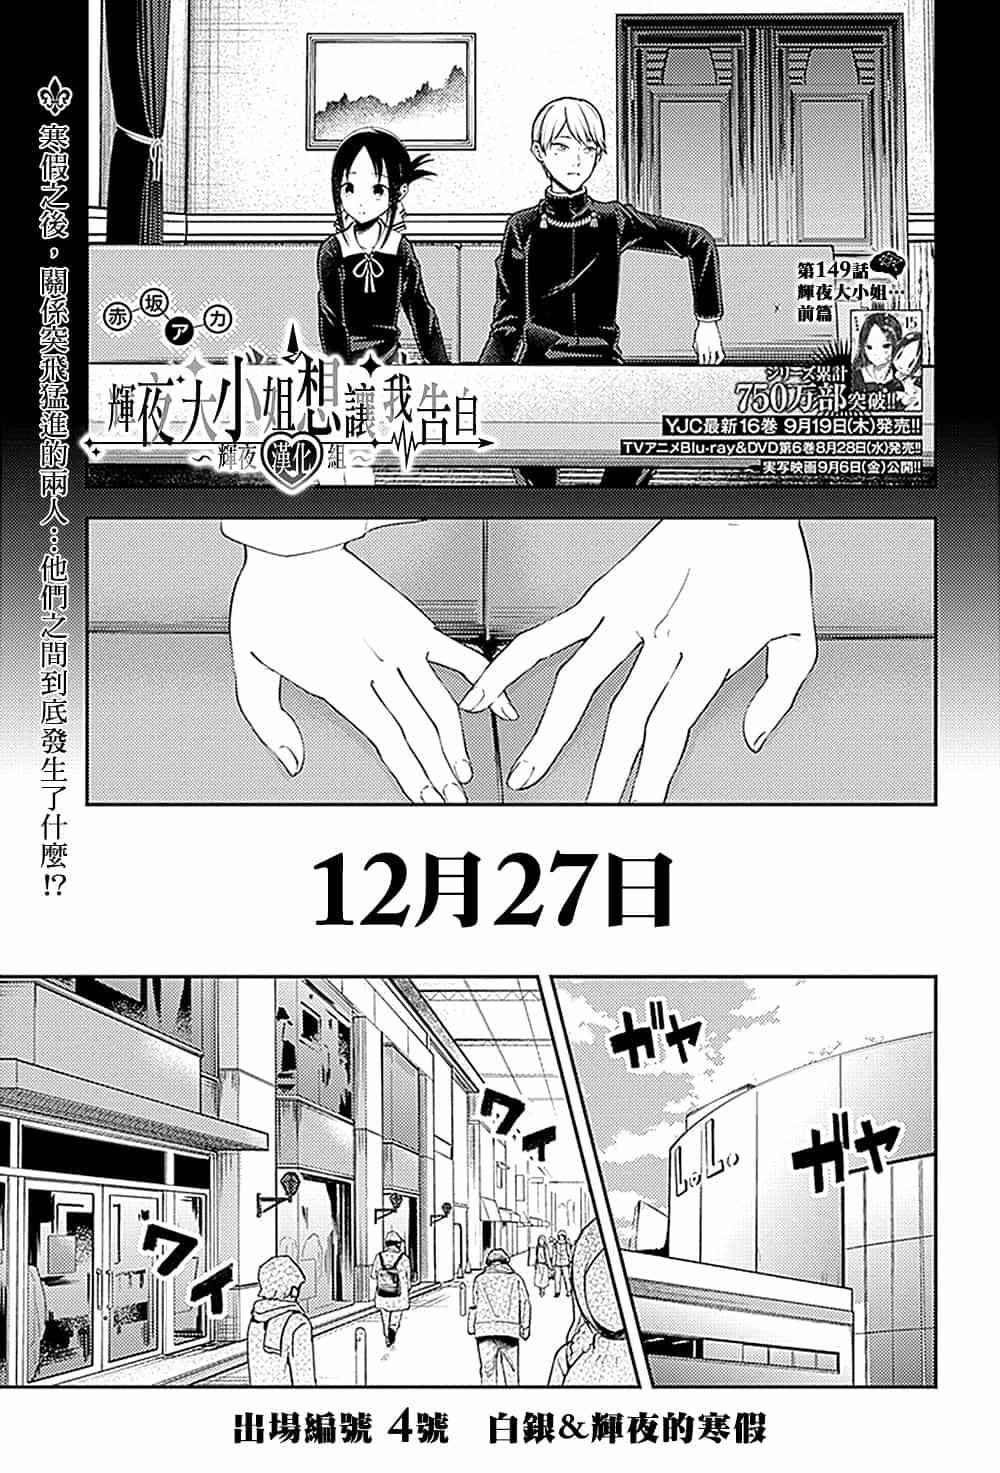 寒假之後，關係突飛猛進的兩人…他們之間到底發生了什麼!?
第149話
輝夜大小姐…
前篇
赤坂アカ
輝夜大小姐想讓我告白
～輝夜漢化組～
15
シリーズ累計
750万部突破!!
YJC最新16巻 9月19日(木)発売!!
TVアニメBlu-ray&DVD第6巻8月28日(水)発売!!
実写映画9月6日(金)公開!!
12月27日
ガヤ
ガヤ
L.L.
ワイ
ワイ
出場編號 4號 白銀&輝夜的寒假